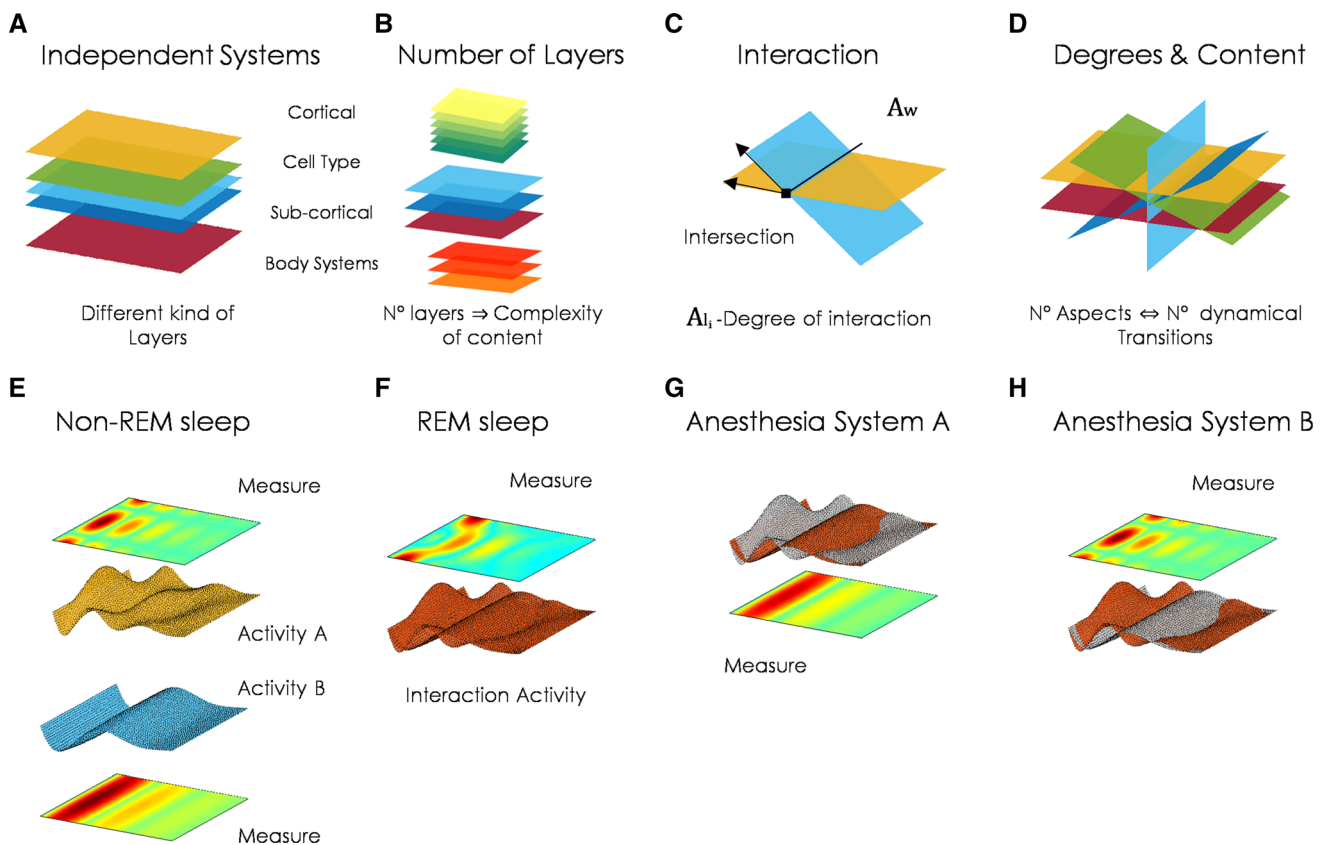 A
Independent Systems
Cortical
Cell Type
Sub-cortical
Body Systems
Different kind of
Layers
B
Number of Layers
N° layers ⇒ Complexity
of content
C
Interaction
Aw
Intersection
Al_i -Degree of interaction
D
Degrees & Content
N° Aspects ⇔ N° dynamical
Transitions
E
Non-REM sleep
Measure
Activity A
Activity B
Measure
F
REM sleep
Measure
Interaction Activity
G
Anesthesia System A
Measure
H
Anesthesia System B
Measure